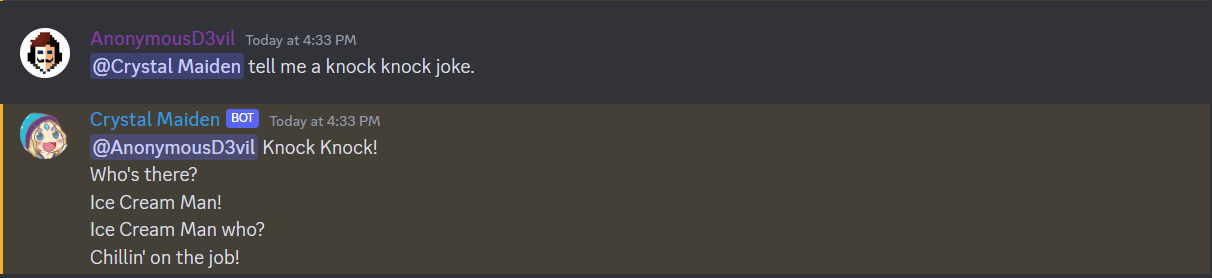 AnonymousD3vil Today at 4:33 PM
@Crystal Maiden tell me a knock knock joke.
Crystal Maiden BOT Today at 4:33 PM
@AnonymousD3vil Knock Knock!
Who's there?
Ice Cream Man!
Ice Cream Man who?
Chillin' on the job!